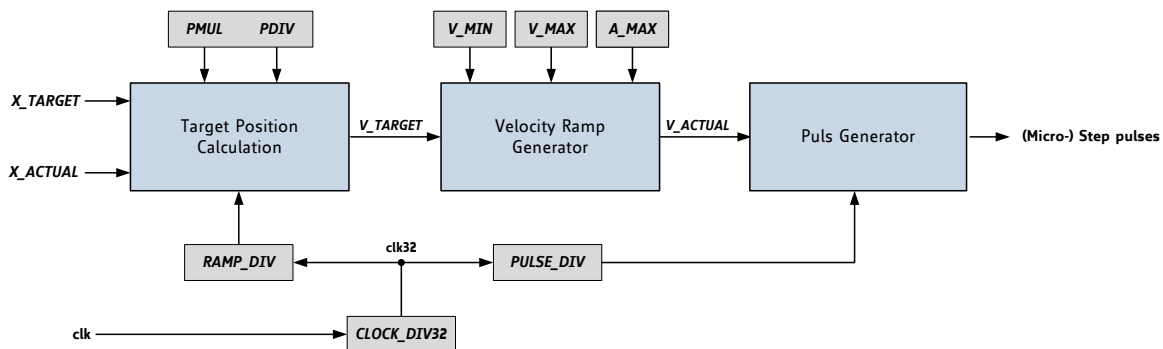 PMUL PDIV
V_MIN
V_MAX
A_MAX
X_TARGET
X_ACTUAL
Target Position
Calculation
V_TARGET
Velocity Ramp
Generator
V_ACTUAL
Puls Generator
(Micro-) Step pulses
RAMP_DIV
clk32
PULSE_DIV
clk
CLOCK_DIV32